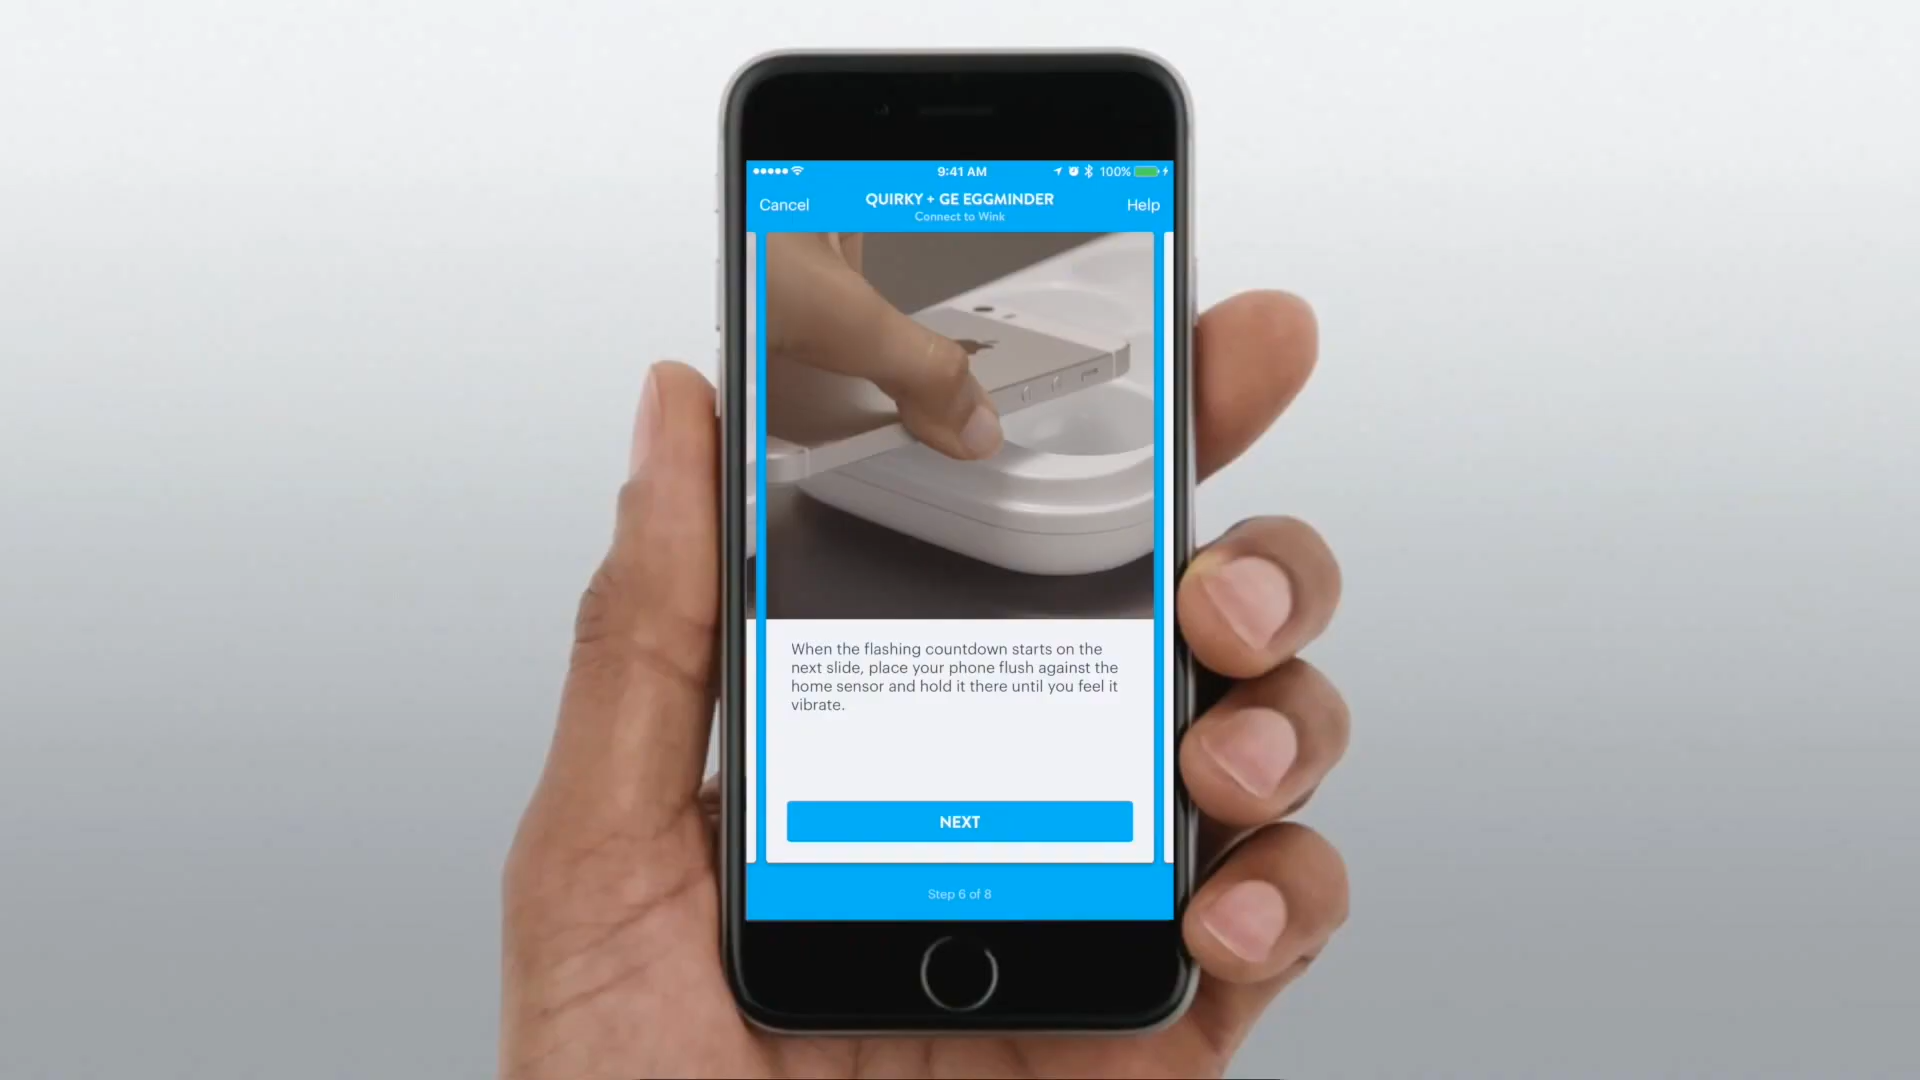 9:41 AM
100%
Cancel
QUIRKY + GE EGGMINDER
Help
Connect to Wink
When the flashing countdown starts on the
next slide, place your phone flush against the
home sensor and hold it there until you feel it
vibrate.
NEXT
Step 6 of 8